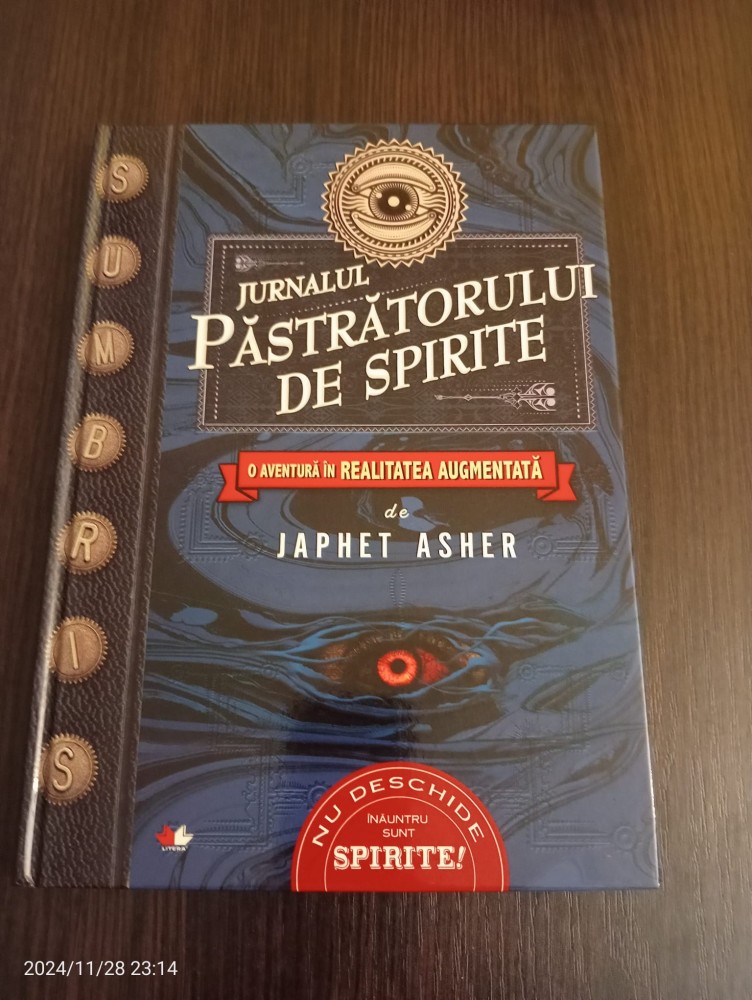 SUMBRIS
JURNALUL
PĂSTRĂTORULUI
DE SPIRITE
O AVENTURĂ ÎN REALITATEA AUGMENTATĂ
de
JAPHET ASHER
NU DESCHIDE
ÎNĂUNTRU
SUNT
SPIRITE!
LITERA
2024/11/28 23:14